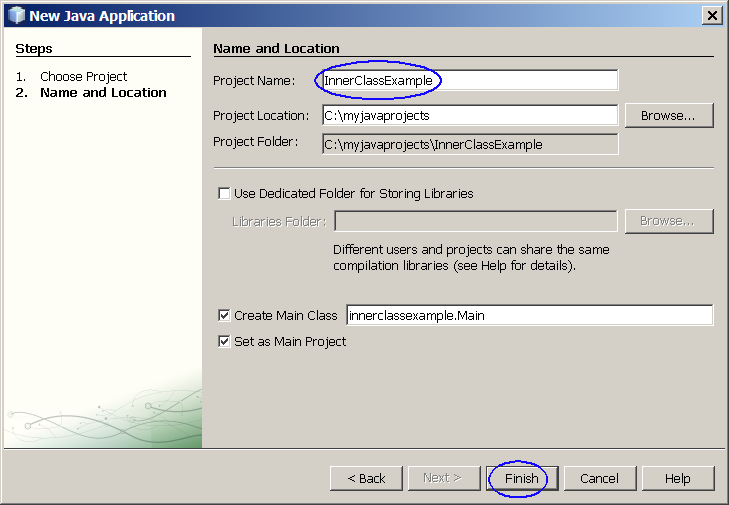 New Java Application
Steps
1. Choose Project
2. Name and Location
Name and Location
Project Name: InnerClassExample
Project Location: C:\myjavaprojects Browse...
Project Folder: C:\myjavaprojects\InnerClassExample
Use Dedicated Folder for Storing Libraries
Libraries Folder: Browse...
Different users and projects can share the same
compilation libraries (see Help for details).
Create Main Class innerclassexample.Main
Set as Main Project
< Back Next > Finish Cancel Help